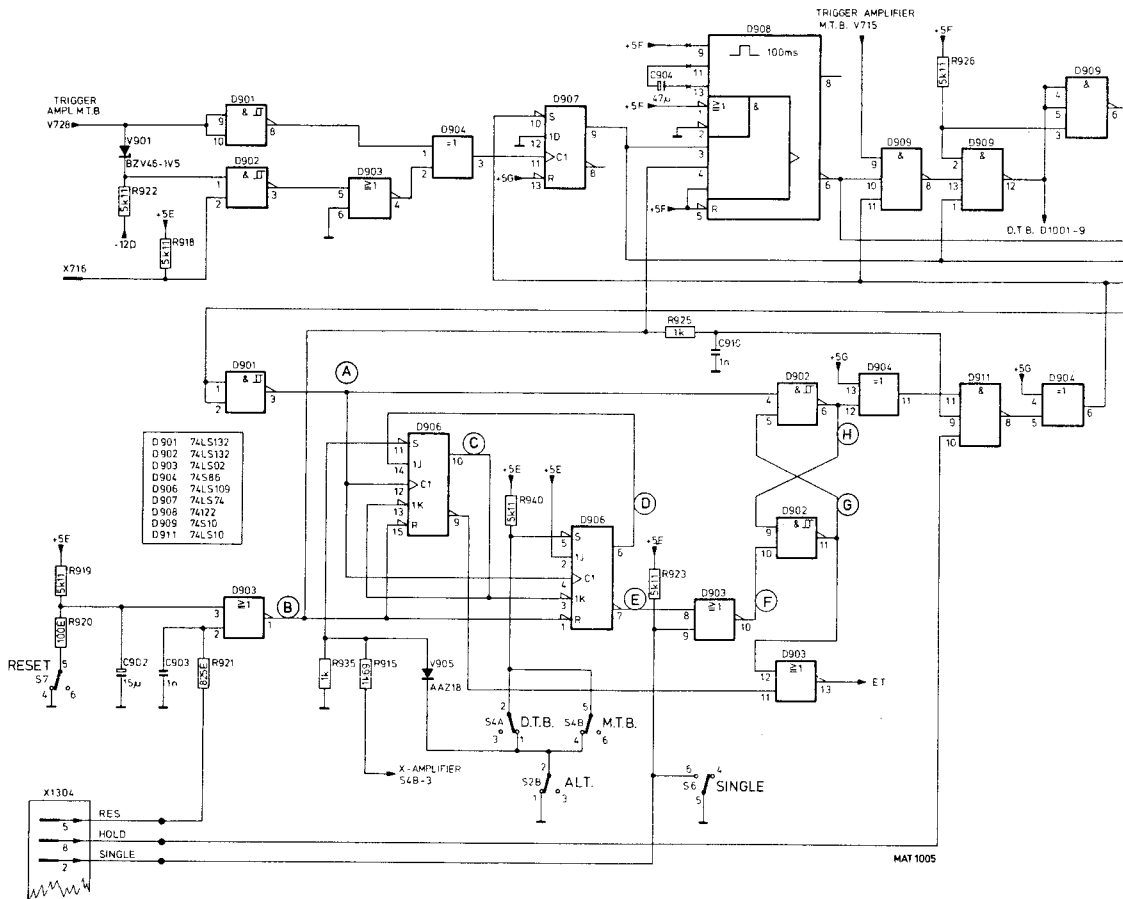 TRIGGER AMPLIFIER
M.T.B. V715
D908
+5F
9
100ms
11
C904
47µ
13
8
+5F
1
≥1
&
2
3
4
6
+5F
5
R
+5F
R926
5k11
D909
4
5
3
&
6
D909
9
10
11
&
8
D909
2
13
1
&
12
D.T.B. D1001-9
TRIGGER
AMPL M.T.B
V728
D901
9
10
&
8
V901
BZV46-1V5
D902
1
2
&
3
R922
5k11
-12D
+5E
R918
5k11
X716
D903
5
6
≥1
4
D904
1
2
=1
3
D907
S
10
1D
12
C1
11
+5G
13
R
9
8
R925
1k
C910
1n
D901
1
2
&
3
A
D901 74LS132
D902 74LS132
D903 74LS02
D904 74S86
D906 74LS109
D907 74LS74
D908 74122
D909 74S10
D911 74LS10
D906
S
11
1J
14
C1
12
1K
13
R
15
10
9
C
+5E
R940
5k11
+5E
D906
S
5
1J
2
C1
4
1K
3
R
1
6
7
D
E
D902
4
5
&
6
H
+5G
D904
13
12
=1
11
D911
11
9
10
&
8
+5G
D904
4
5
=1
6
G
D902
9
10
&
11
+5E
R923
5k11
D903
8
9
≥1
10
F
D903
12
11
≥1
13
ET
+5E
R919
5k11
R920
100E
D903
3
2
≥1
1
B
RESET
S7
5
4
6
C902
15µ
C903
1n
R921
825E
R935
1k
R915
1k69
V905
AAZ18
X-AMPLIFIER
S4B-3
S4A
2
3
1
D.T.B.
S4B
5
4
6
M.T.B.
S2B
2
1
3
ALT.
5
4
S6
5
SINGLE
X1304
5
RES
8
HOLD
2
SINGLE
MAT 1005